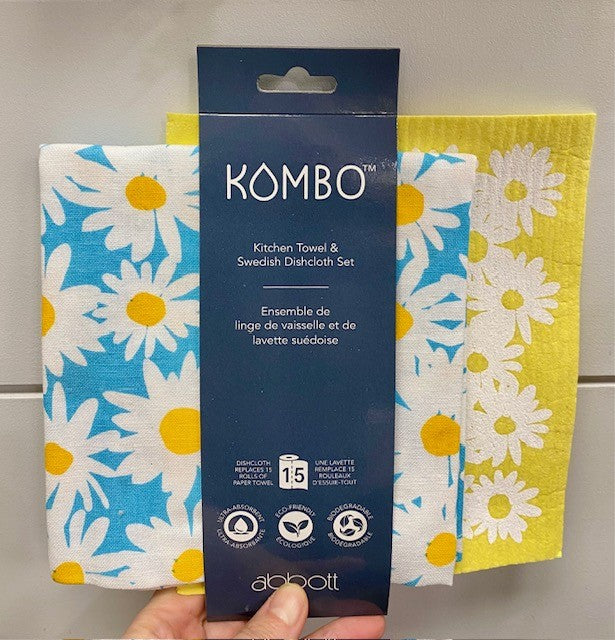 KOMBO™
Kitchen Towel &
Swedish Dishcloth Set
Ensemble de
linge de vaisselle et de
lavette suédoise
DISHCLOTH
REPLACES 15
ROLLS OF
PAPER TOWEL
15
UNE LAVETTE
REMPLACE 15
ROULEAUX
D'ESSUIE-TOUT
ULTRA-ABSORBENT
ULTRA-ABSORBANTE
ECO-FRIENDLY
ÉCOLOGIQUE
BIODEGRADABLE
BIODÉGRADABLE
abbott